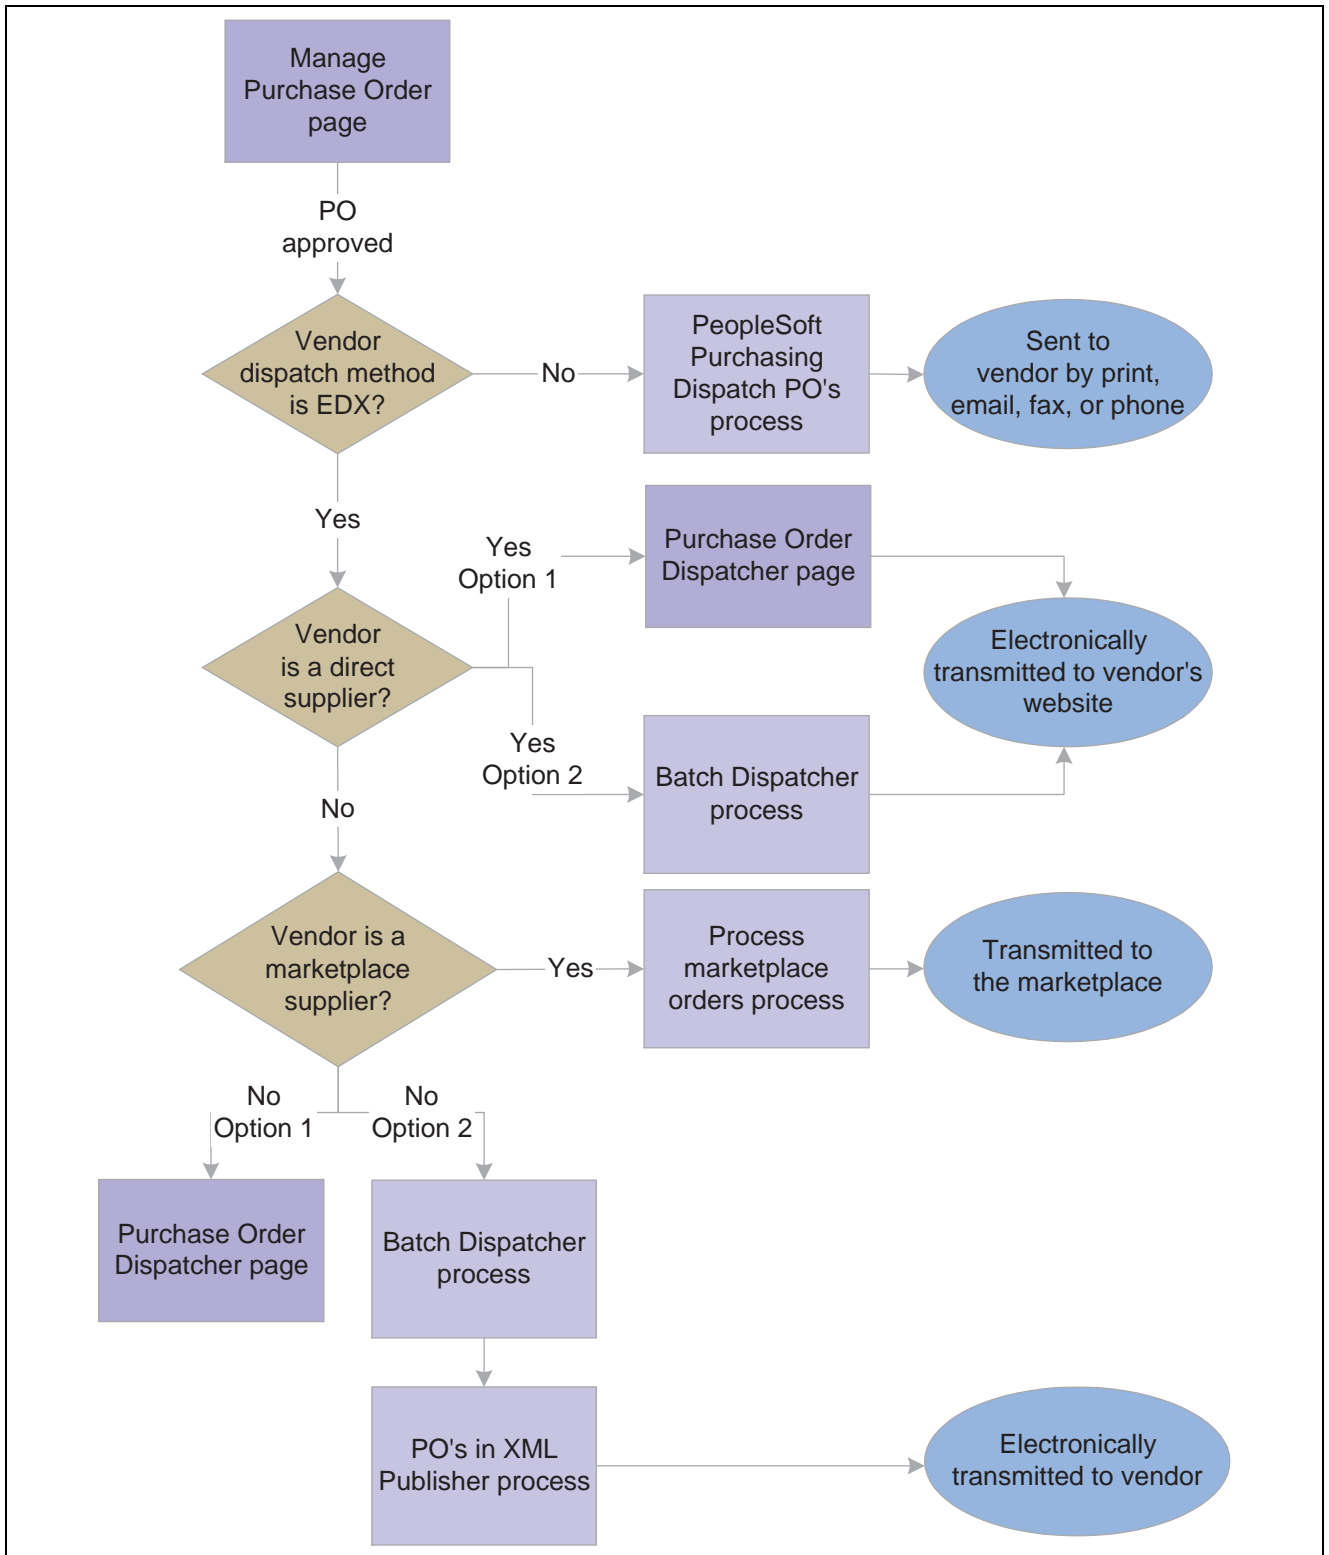 Manage
Purchase Order
page
PO
approved
Vendor
dispatch method
is EDX?
No
PeopleSoft
Purchasing
Dispatch PO's
process
Sent to
vendor by print,
email, fax, or phone
Yes
Yes
Option 1
Purchase Order
Dispatcher page
Vendor
is a direct
supplier?
Electronically
transmitted to vendor's
website
Yes
Option 2
Batch Dispatcher
process
No
Vendor is a
marketplace
supplier?
Yes
Process
marketplace
orders process
Transmitted to
the marketplace
No
Option 1
No
Option 2
Purchase Order
Dispatcher page
Batch Dispatcher
process
PO's in XML
Publisher process
Electronically
transmitted to vendor